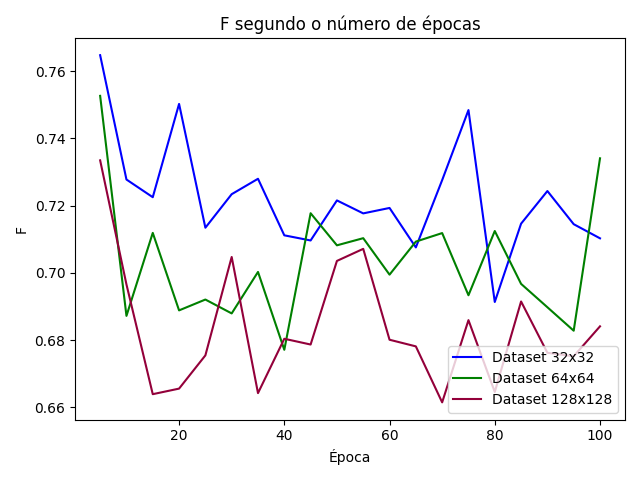 F segundo o número de épocas
0.76
0.74
0.72
0.70
0.68
0.66
F
20
40
60
80
100
Época
Dataset 32x32
Dataset 64x64
Dataset 128x128